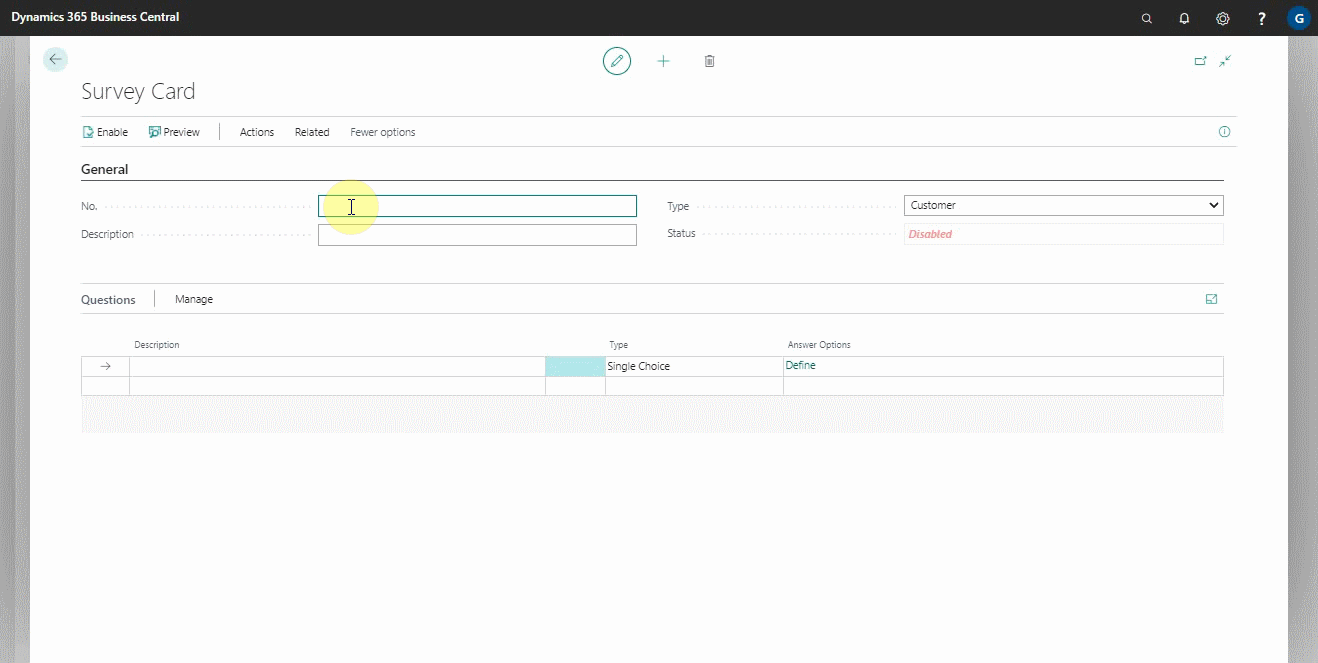 Dynamics 365 Business Central
?
G
Survey Card
Enable Preview Actions Related Fewer options
General
No. Type Customer
Description Status Disabled
Questions Manage
Description Type Answer Options
Single Choice Define